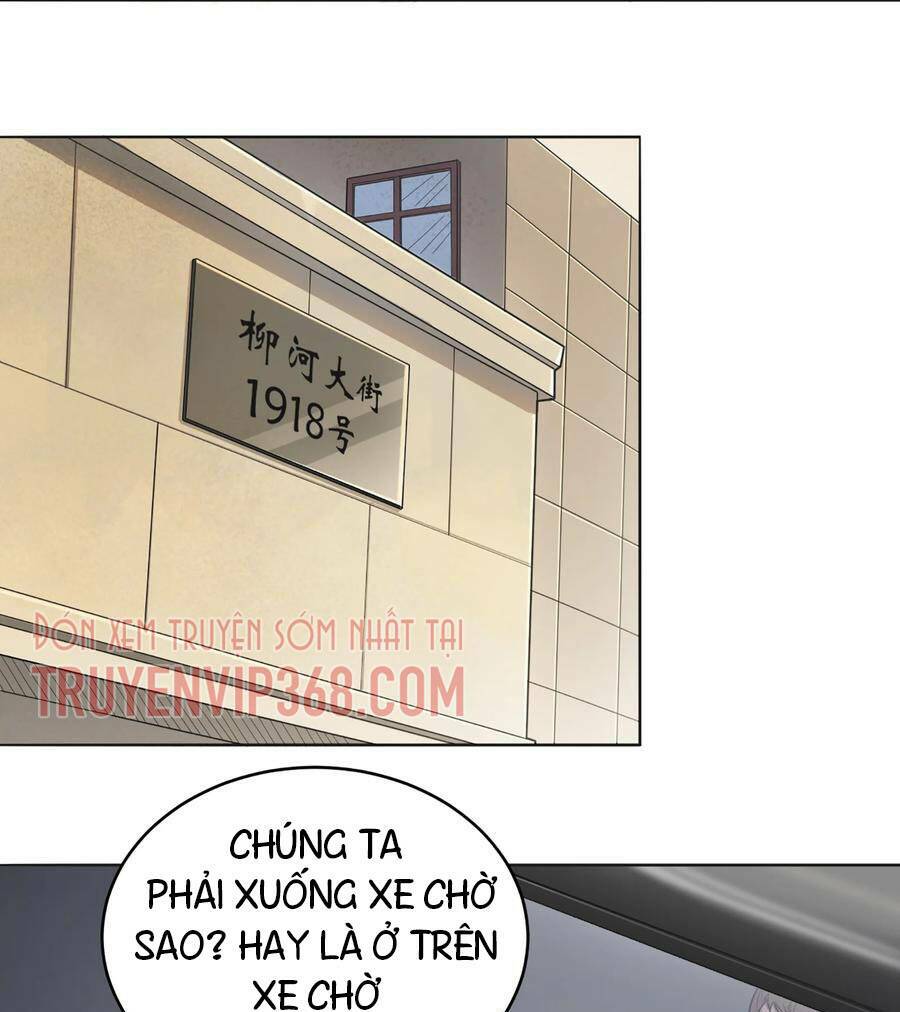 柳河大街
1918号
ĐÓN XEM TRUYỆN SỚM NHẤT TẠI
TRUYENVIP368.COM
CHÚNG TA
PHẢI XUỐNG XE CHỜ
SAO? HAY LÀ Ở TRÊN
XE CHỜ